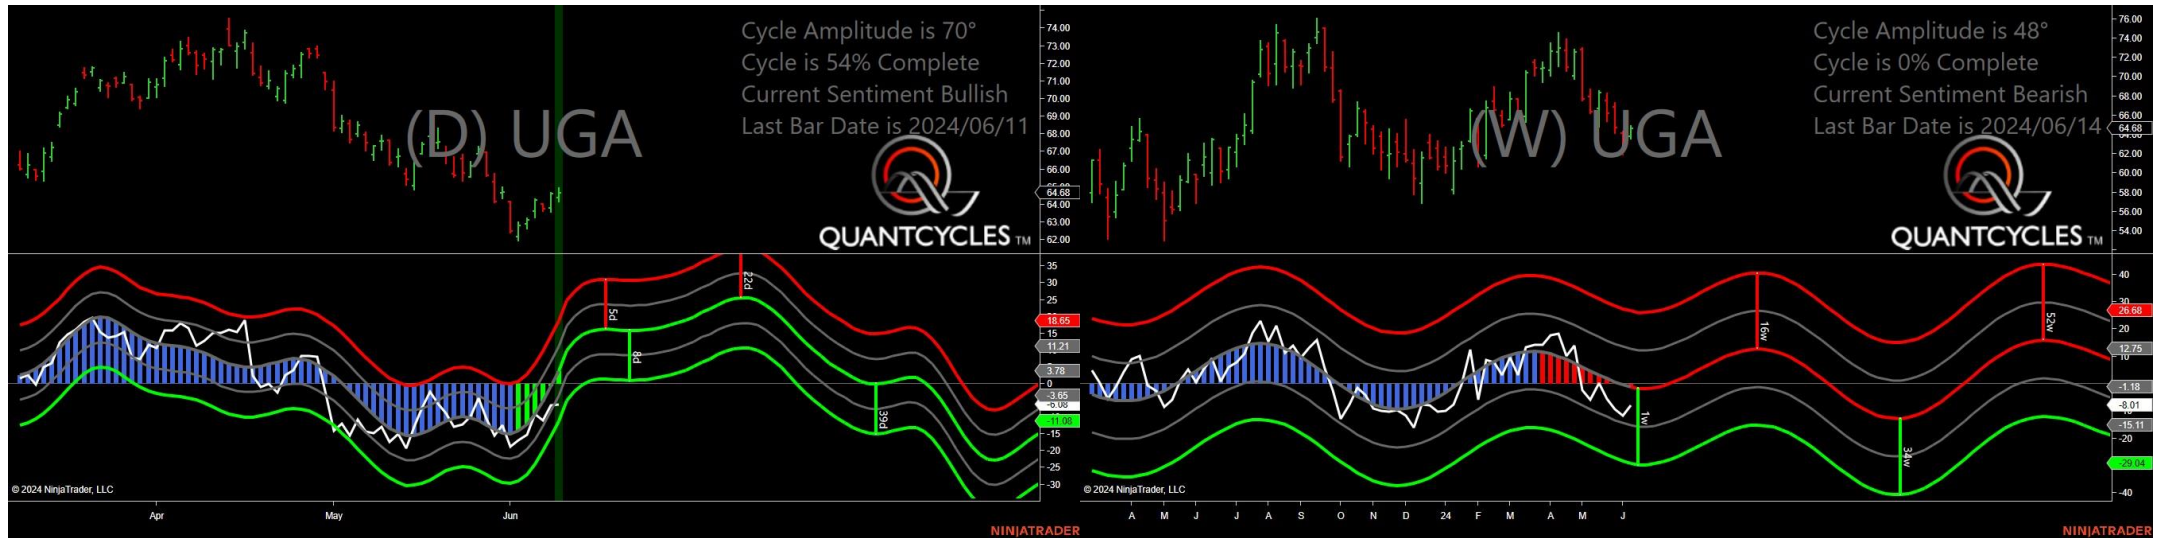 Cycle Amplitude is 70°
Cycle is 54% Complete
Current Sentiment Bullish
Last Bar Date is 2024/06/11
(D) UGA
QUANTCYCLES TM
74.00
73.00
72.00
71.00
70.00
69.00
68.00
67.00
66.00
64.68
64.00
63.00
62.00
35
30
25
18.65
15
11.21
3.78
0
-3.65
-6.08
-11.08
-15
-20
-25
-30
5d
8d
22d
39d
© 2024 NinjaTrader, LLC
Apr
May
Jun
NINJATRADER
Cycle Amplitude is 48°
Cycle is 0% Complete
Current Sentiment Bearish
Last Bar Date is 2024/06/14
(W) UGA
QUANTCYCLES TM
76.00
74.00
72.00
70.00
68.00
66.00
64.68
62.00
60.00
58.00
56.00
54.00
40
30
26.68
20
12.75
10
-1.18
-8.01
-15.11
-20
-29.04
-40
1w
16w
34w
52w
© 2024 NinjaTrader, LLC
A M J J A S O N D 24 F M A M J
NINJATRADER